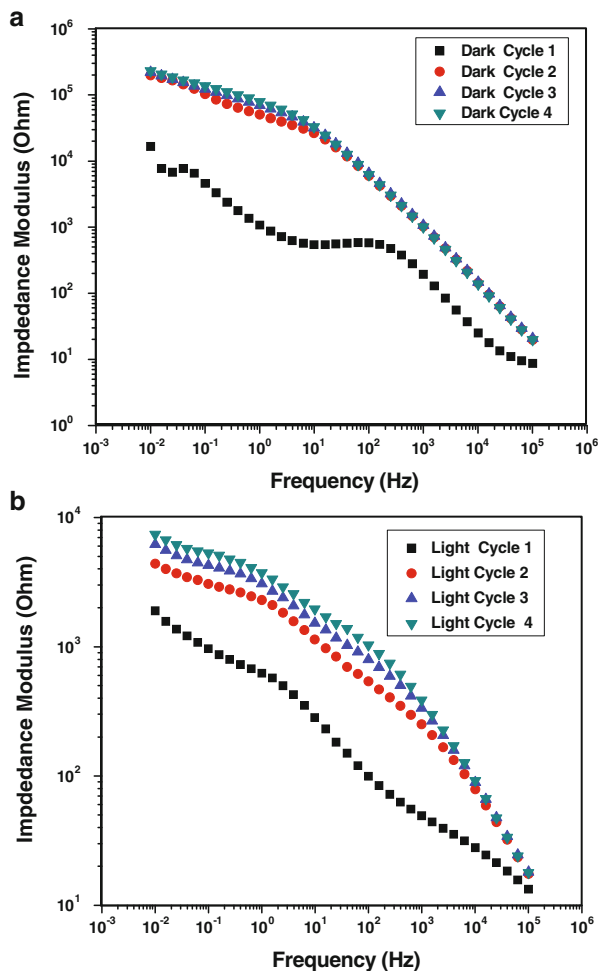 a
10^6
10^5
10^4
10^3
10^2
10^1
10^0
Impdedance Modulus (Ohm)
Dark Cycle 1
Dark Cycle 2
Dark Cycle 3
Dark Cycle 4
10^-3 10^-2 10^-1 10^0 10^1 10^2 10^3 10^4 10^5 10^6
Frequency (Hz)
b
10^4
10^3
10^2
10^1
Impdedance Modulus (Ohm)
Light Cycle 1
Light Cycle 2
Light Cycle 3
Light Cycle 4
10^-3 10^-2 10^-1 10^0 10^1 10^2 10^3 10^4 10^5 10^6
Frequency (Hz)